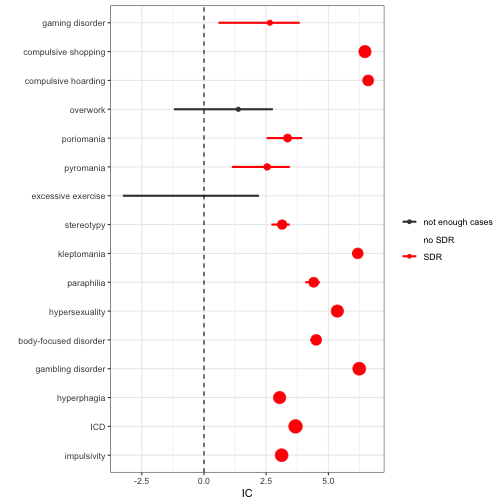 gaming disorder
compulsive shopping
compulsive hoarding
overwork
poriomania
pyromania
excessive exercise
stereotypy
kleptomania
paraphilia
hypersexuality
body-focused disorder
gambling disorder
hyperphagia
ICD
impulsivity
-2.5 0.0 2.5 5.0
IC
not enough cases
no SDR
SDR